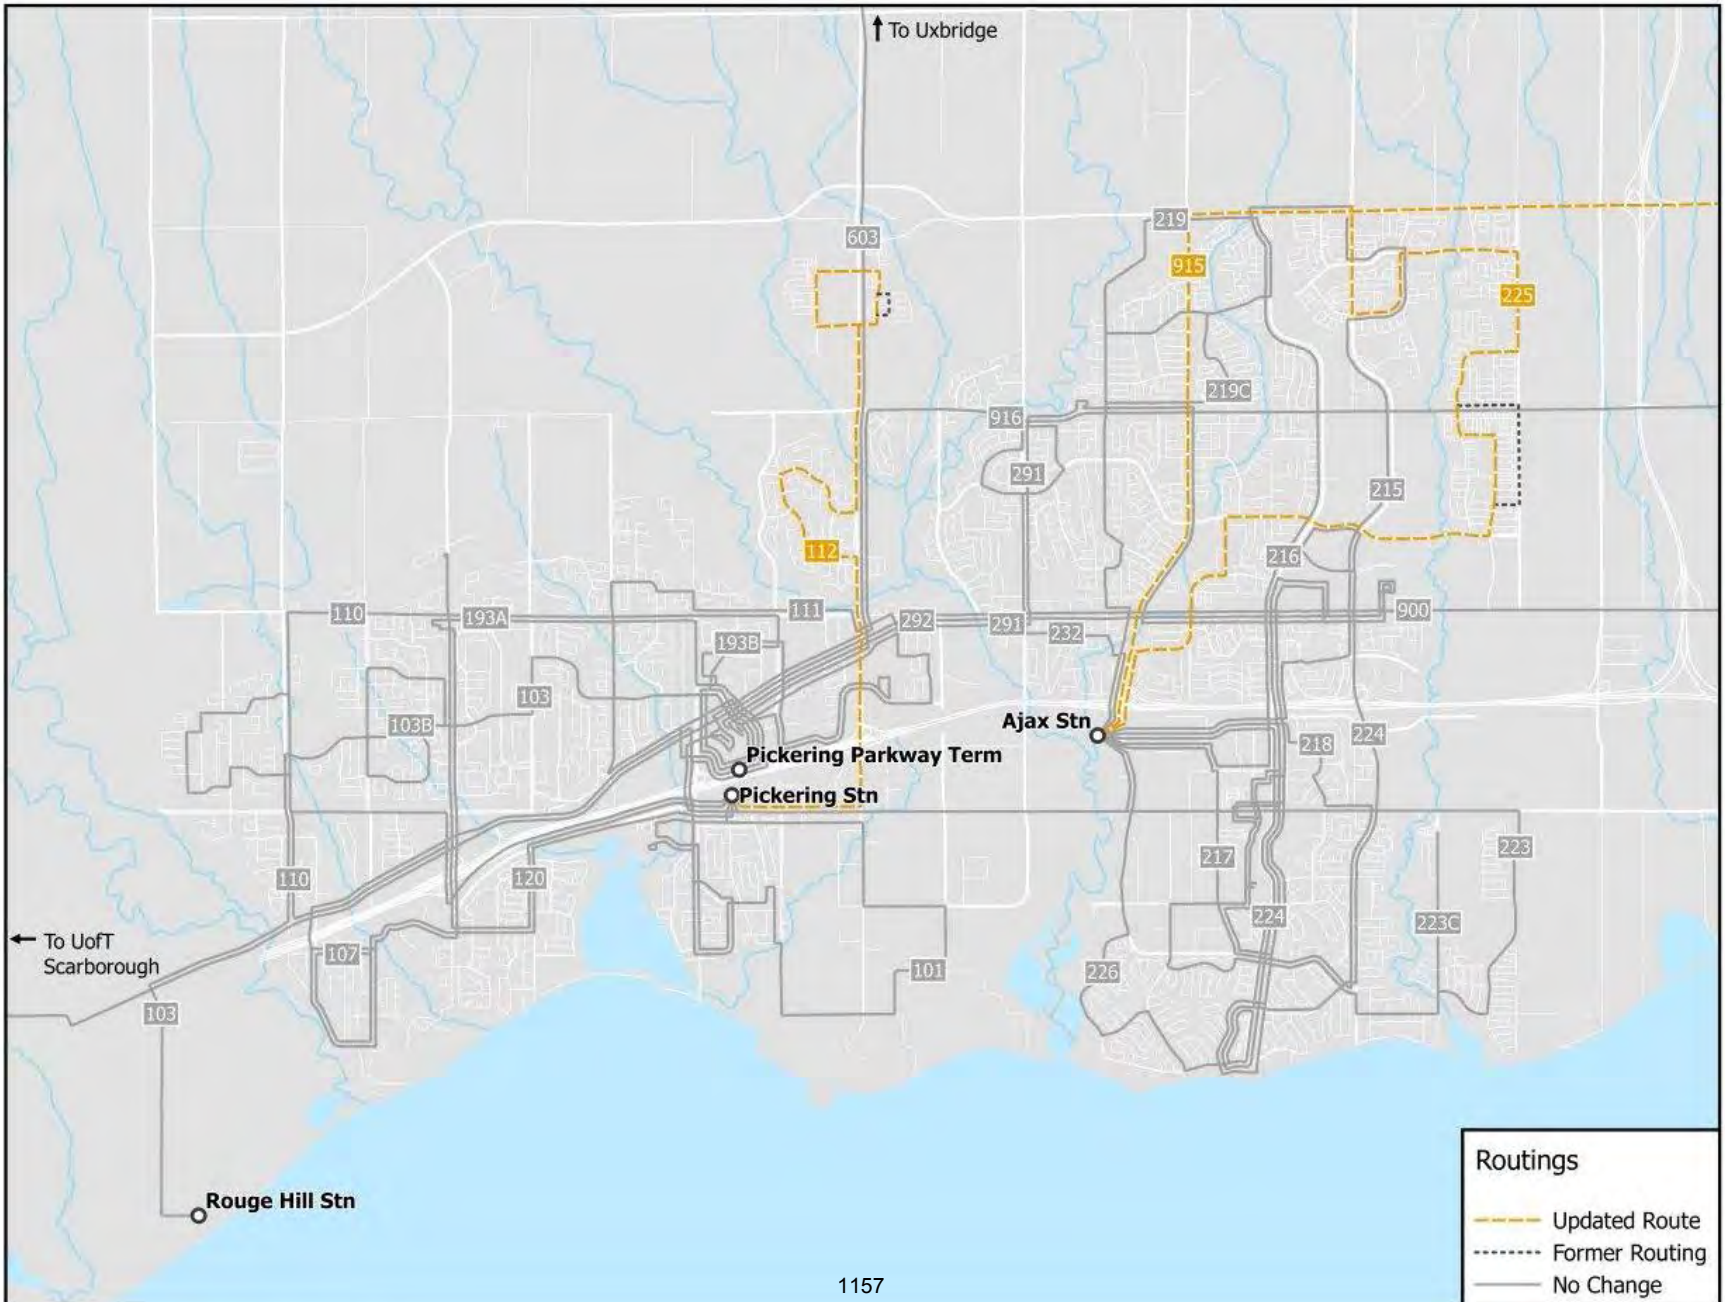 To Uxbridge
219
603
915
225
219C
916
291
215
112
216
110
193A
111
292
291
232
900
193B
103
103B
Ajax Stn
218
224
Pickering Parkway Term
Pickering Stn
223
217
110
120
224
223C
To UofT
Scarborough
107
101
226
103
Rouge Hill Stn
Routings
Updated Route
Former Routing
No Change
1157